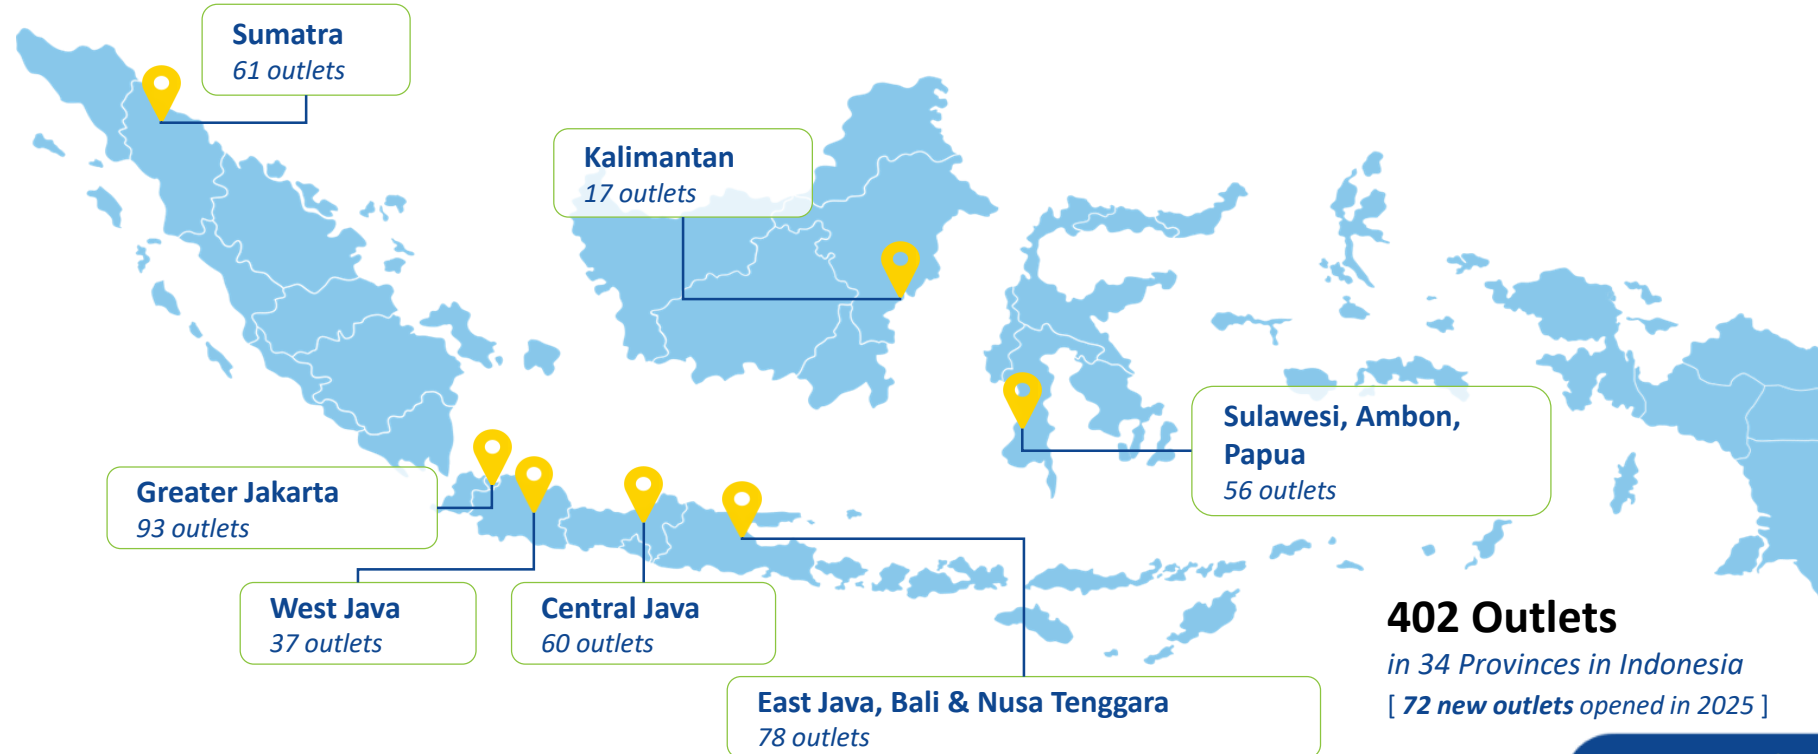 Sumatra
61 outlets
Kalimantan
17 outlets
Sulawesi, Ambon,
Papua
56 outlets
Greater Jakarta
93 outlets
West Java
37 outlets
Central Java
60 outlets
East Java, Bali & Nusa Tenggara
78 outlets
402 Outlets
in 34 Provinces in Indonesia
[ 72 new outlets opened in 2025 ]